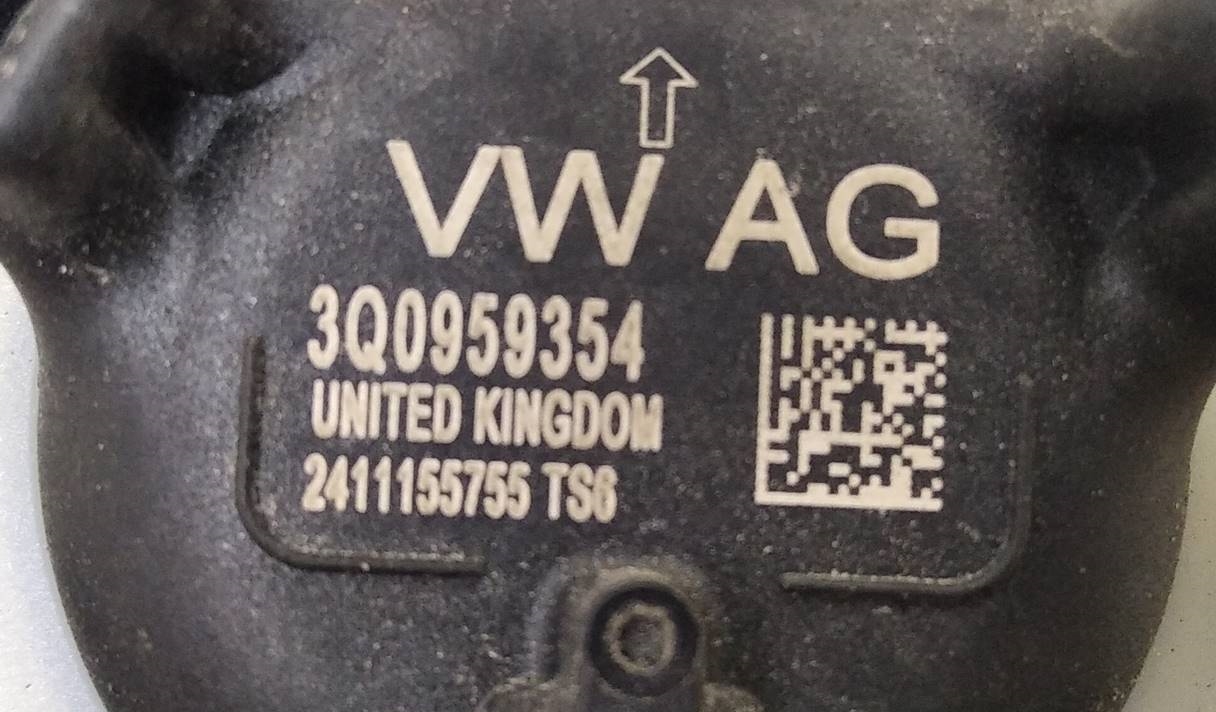 VW AG
3Q0959354
UNITED KINGDOM
2411155755 TS6